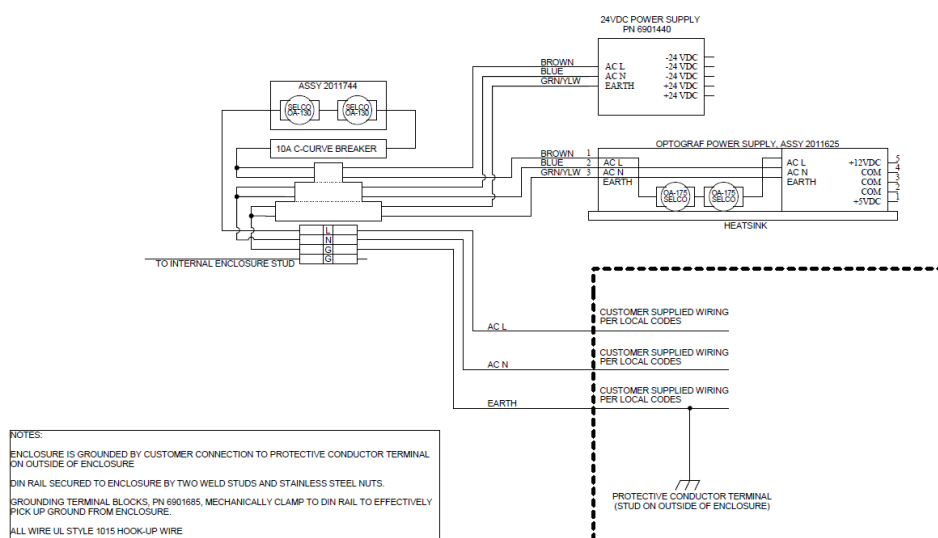 24VDC POWER SUPPLY
PN 6901440
-24 VDC
BROWN
AC L
-24 VDC
BLUE
AC N
-24 VDC
GRN/YLW
EARTH
+24 VDC
+24 VDC
ASSY 2011744
SELCO
OA-130
SELCO
OA-130
10A C-CURVE BREAKER
OPTOGRAF POWER SUPPLY, ASSY 2011625
BROWN 1
BLUE 2
GRN/YLW 3
AC L
AC N
EARTH
OA-175
SELCO
OA-175
SELCO
AC L
AC N
EARTH
+12VDC 5
COM 4
COM 3
COM 2
+5VDC 1
HEATSINK
L
N
G
G
TO INTERNAL ENCLOSURE STUD
CUSTOMER SUPPLIED WIRING
PER LOCAL CODES
AC L
CUSTOMER SUPPLIED WIRING
PER LOCAL CODES
AC N
CUSTOMER SUPPLIED WIRING
PER LOCAL CODES
EARTH
PROTECTIVE CONDUCTOR TERMINAL
(STUD ON OUTSIDE OF ENCLOSURE)
NOTES:
ENCLOSURE IS GROUNDED BY CUSTOMER CONNECTION TO PROTECTIVE CONDUCTOR TERMINAL
ON OUTSIDE OF ENCLOSURE
DIN RAIL SECURED TO ENCLOSURE BY TWO WELD STUDS AND STAINLESS STEEL NUTS.
GROUNDING TERMINAL BLOCKS, PN 6901685, MECHANICALLY CLAMP TO DIN RAIL TO EFFECTIVELY
PICK UP GROUND FROM ENCLOSURE.
ALL WIRE UL STYLE 1015 HOOK-UP WIRE